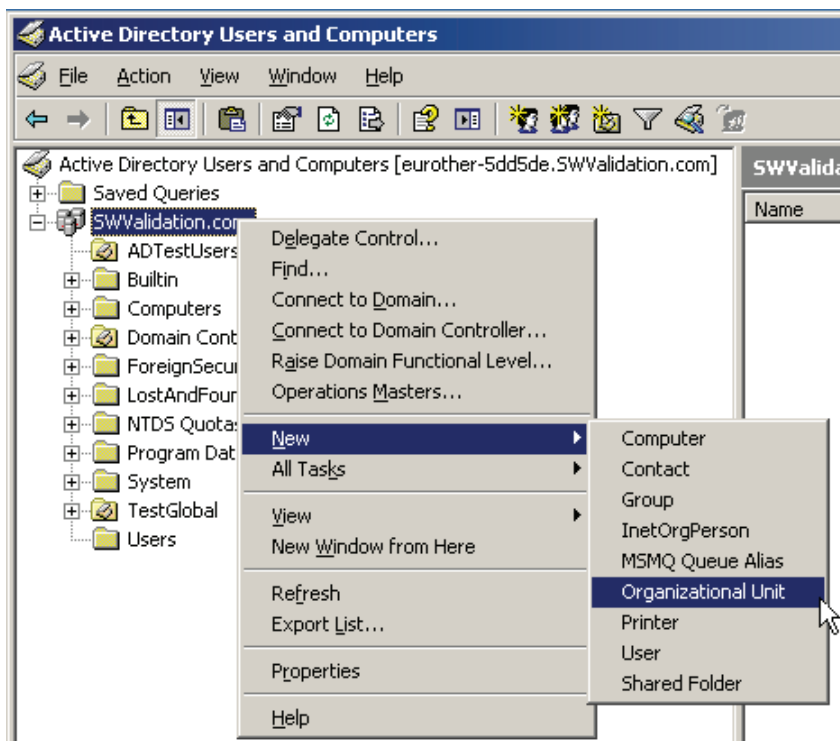 Active Directory Users and Computers
File Action View Window Help
Active Directory Users and Computers [eurother-5dd5de.SWValidation.com]
SWValida
Saved Queries
Name
SWValidation.com
ADTestUsers
Builtin
Computers
Domain Cont
ForeignSecur
LostAndFour
NTDS Quotas
Program Dat
System
TestGlobal
Users
Delegate Control...
Find...
Connect to Domain...
Connect to Domain Controller...
Raise Domain Functional Level...
Operations Masters...
New
All Tasks
View
New Window from Here
Refresh
Export List...
Properties
Help
Computer
Contact
Group
InetOrgPerson
MSMQ Queue Alias
Organizational Unit
Printer
User
Shared Folder